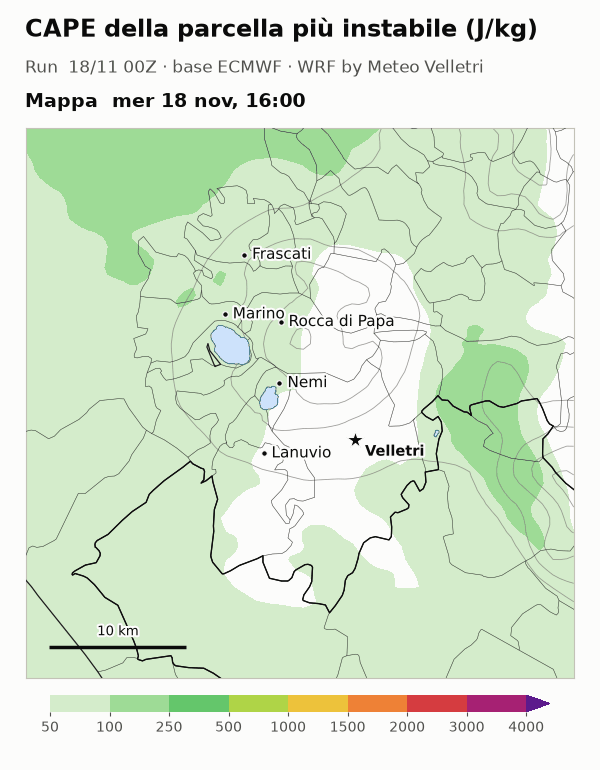 CAPE della parcella più instabile (J/kg)
Run  18/11 00Z · base ECMWF · WRF by Meteo Velletri
Mappa  mer 18 nov, 16:00
Frascati
Marino
Rocca di Papa
Nemi
Velletri
Lanuvio
10 km
50 100 250 500 1000 1500 2000 3000 4000